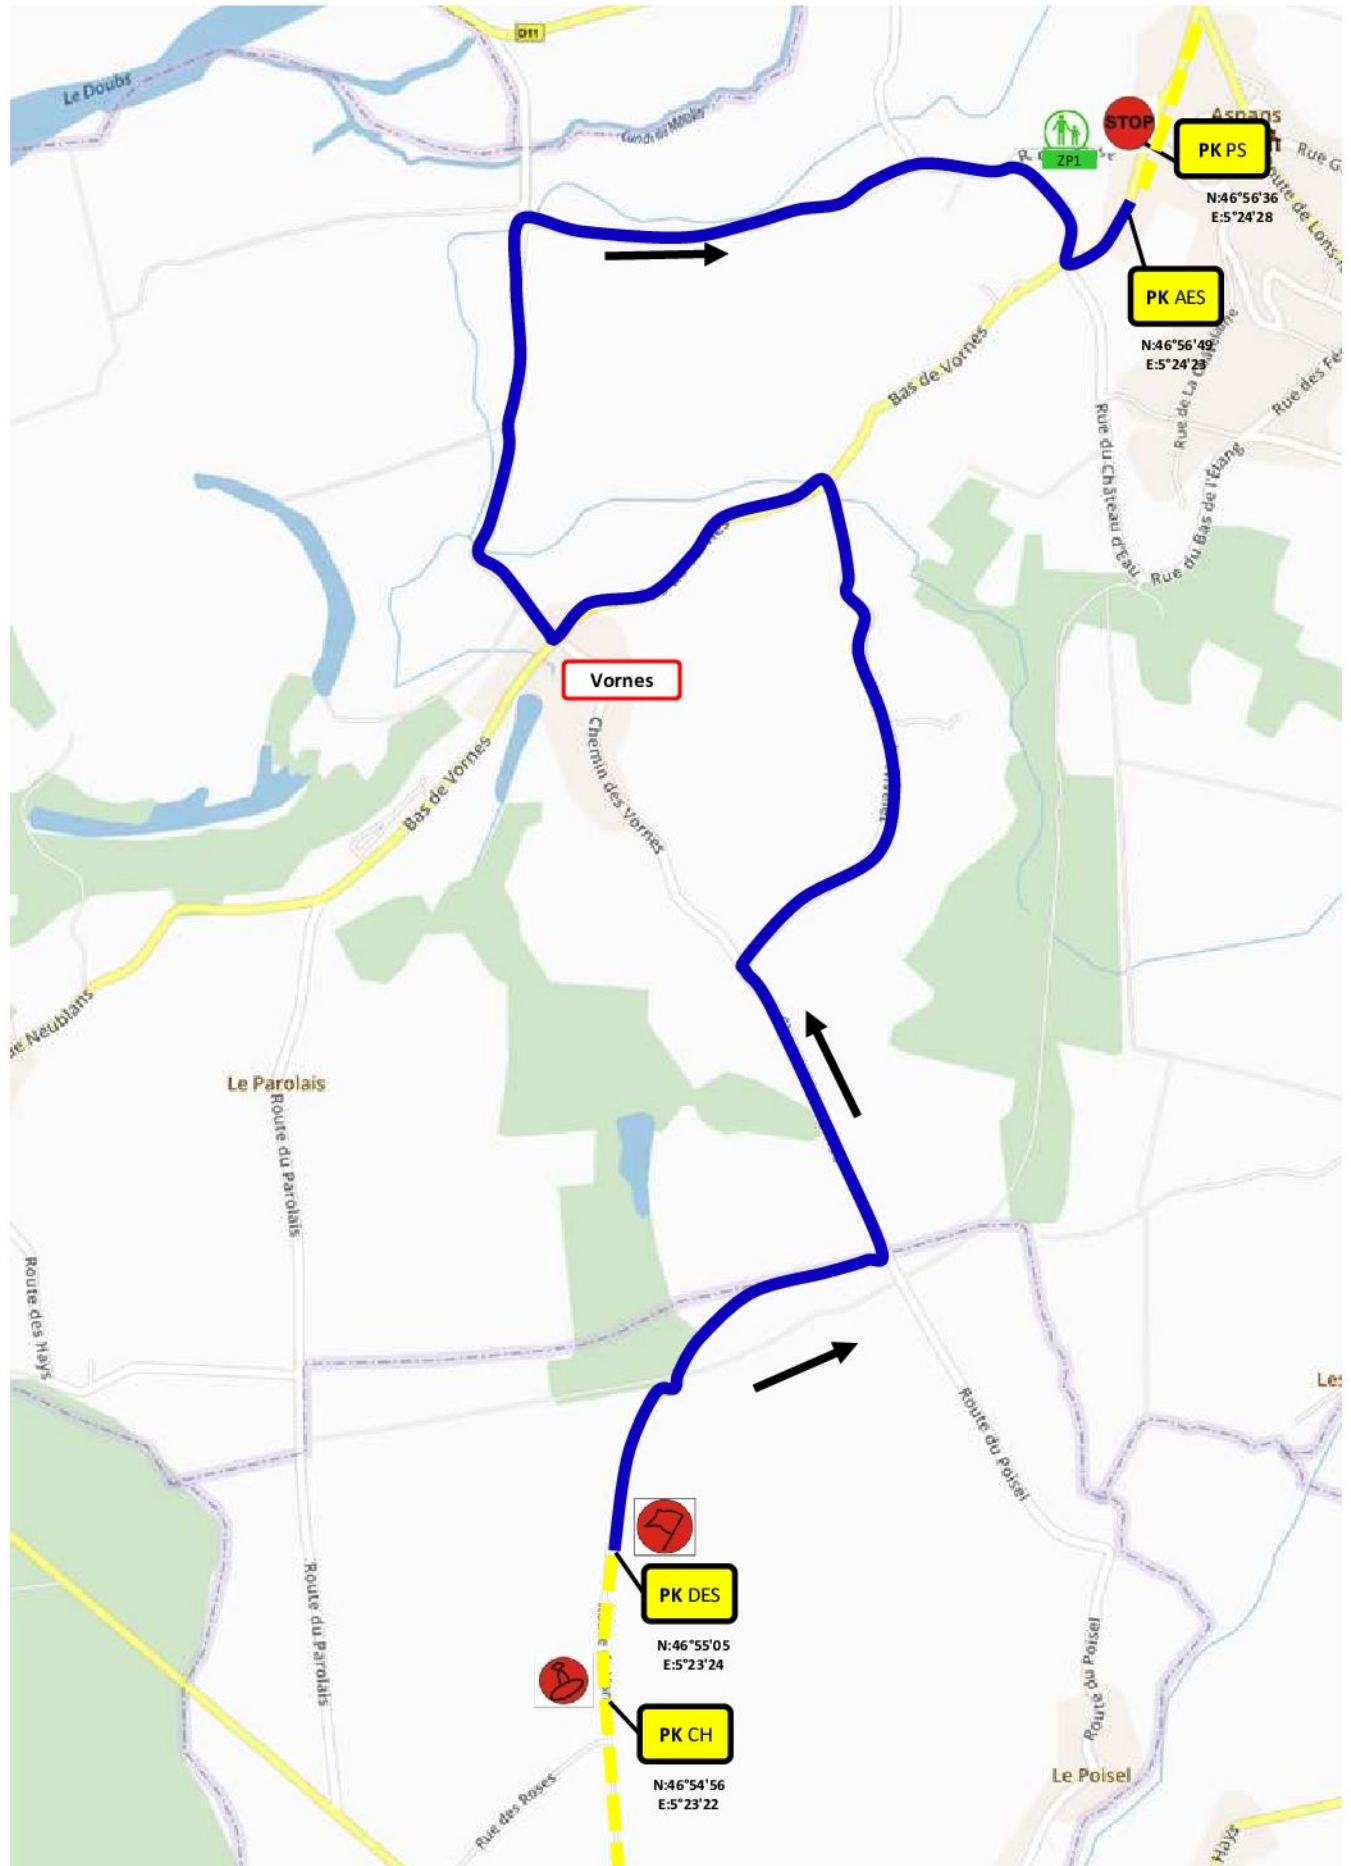 D11
Le Doubs
STOP
Aspans
ZP1
PK PS
N:46°56'36
E:5°24'28
PK AES
N:46°56'49
E:5°24'23
Bas de Vornes
Rue du Château d'Eau
Rue du Bas de l'Étang
Vornes
Chemin des Vornes
Bas de Vornes
Le Parolais
Route du Parolais
Route des Hays
Route du Poisel
PK DES
N:46°55'05
E:5°23'24
Route du Parolais
PK CH
N:46°54'56
E:5°23'22
Route du Poisel
Le Poisel
Rue des Roses
Hays